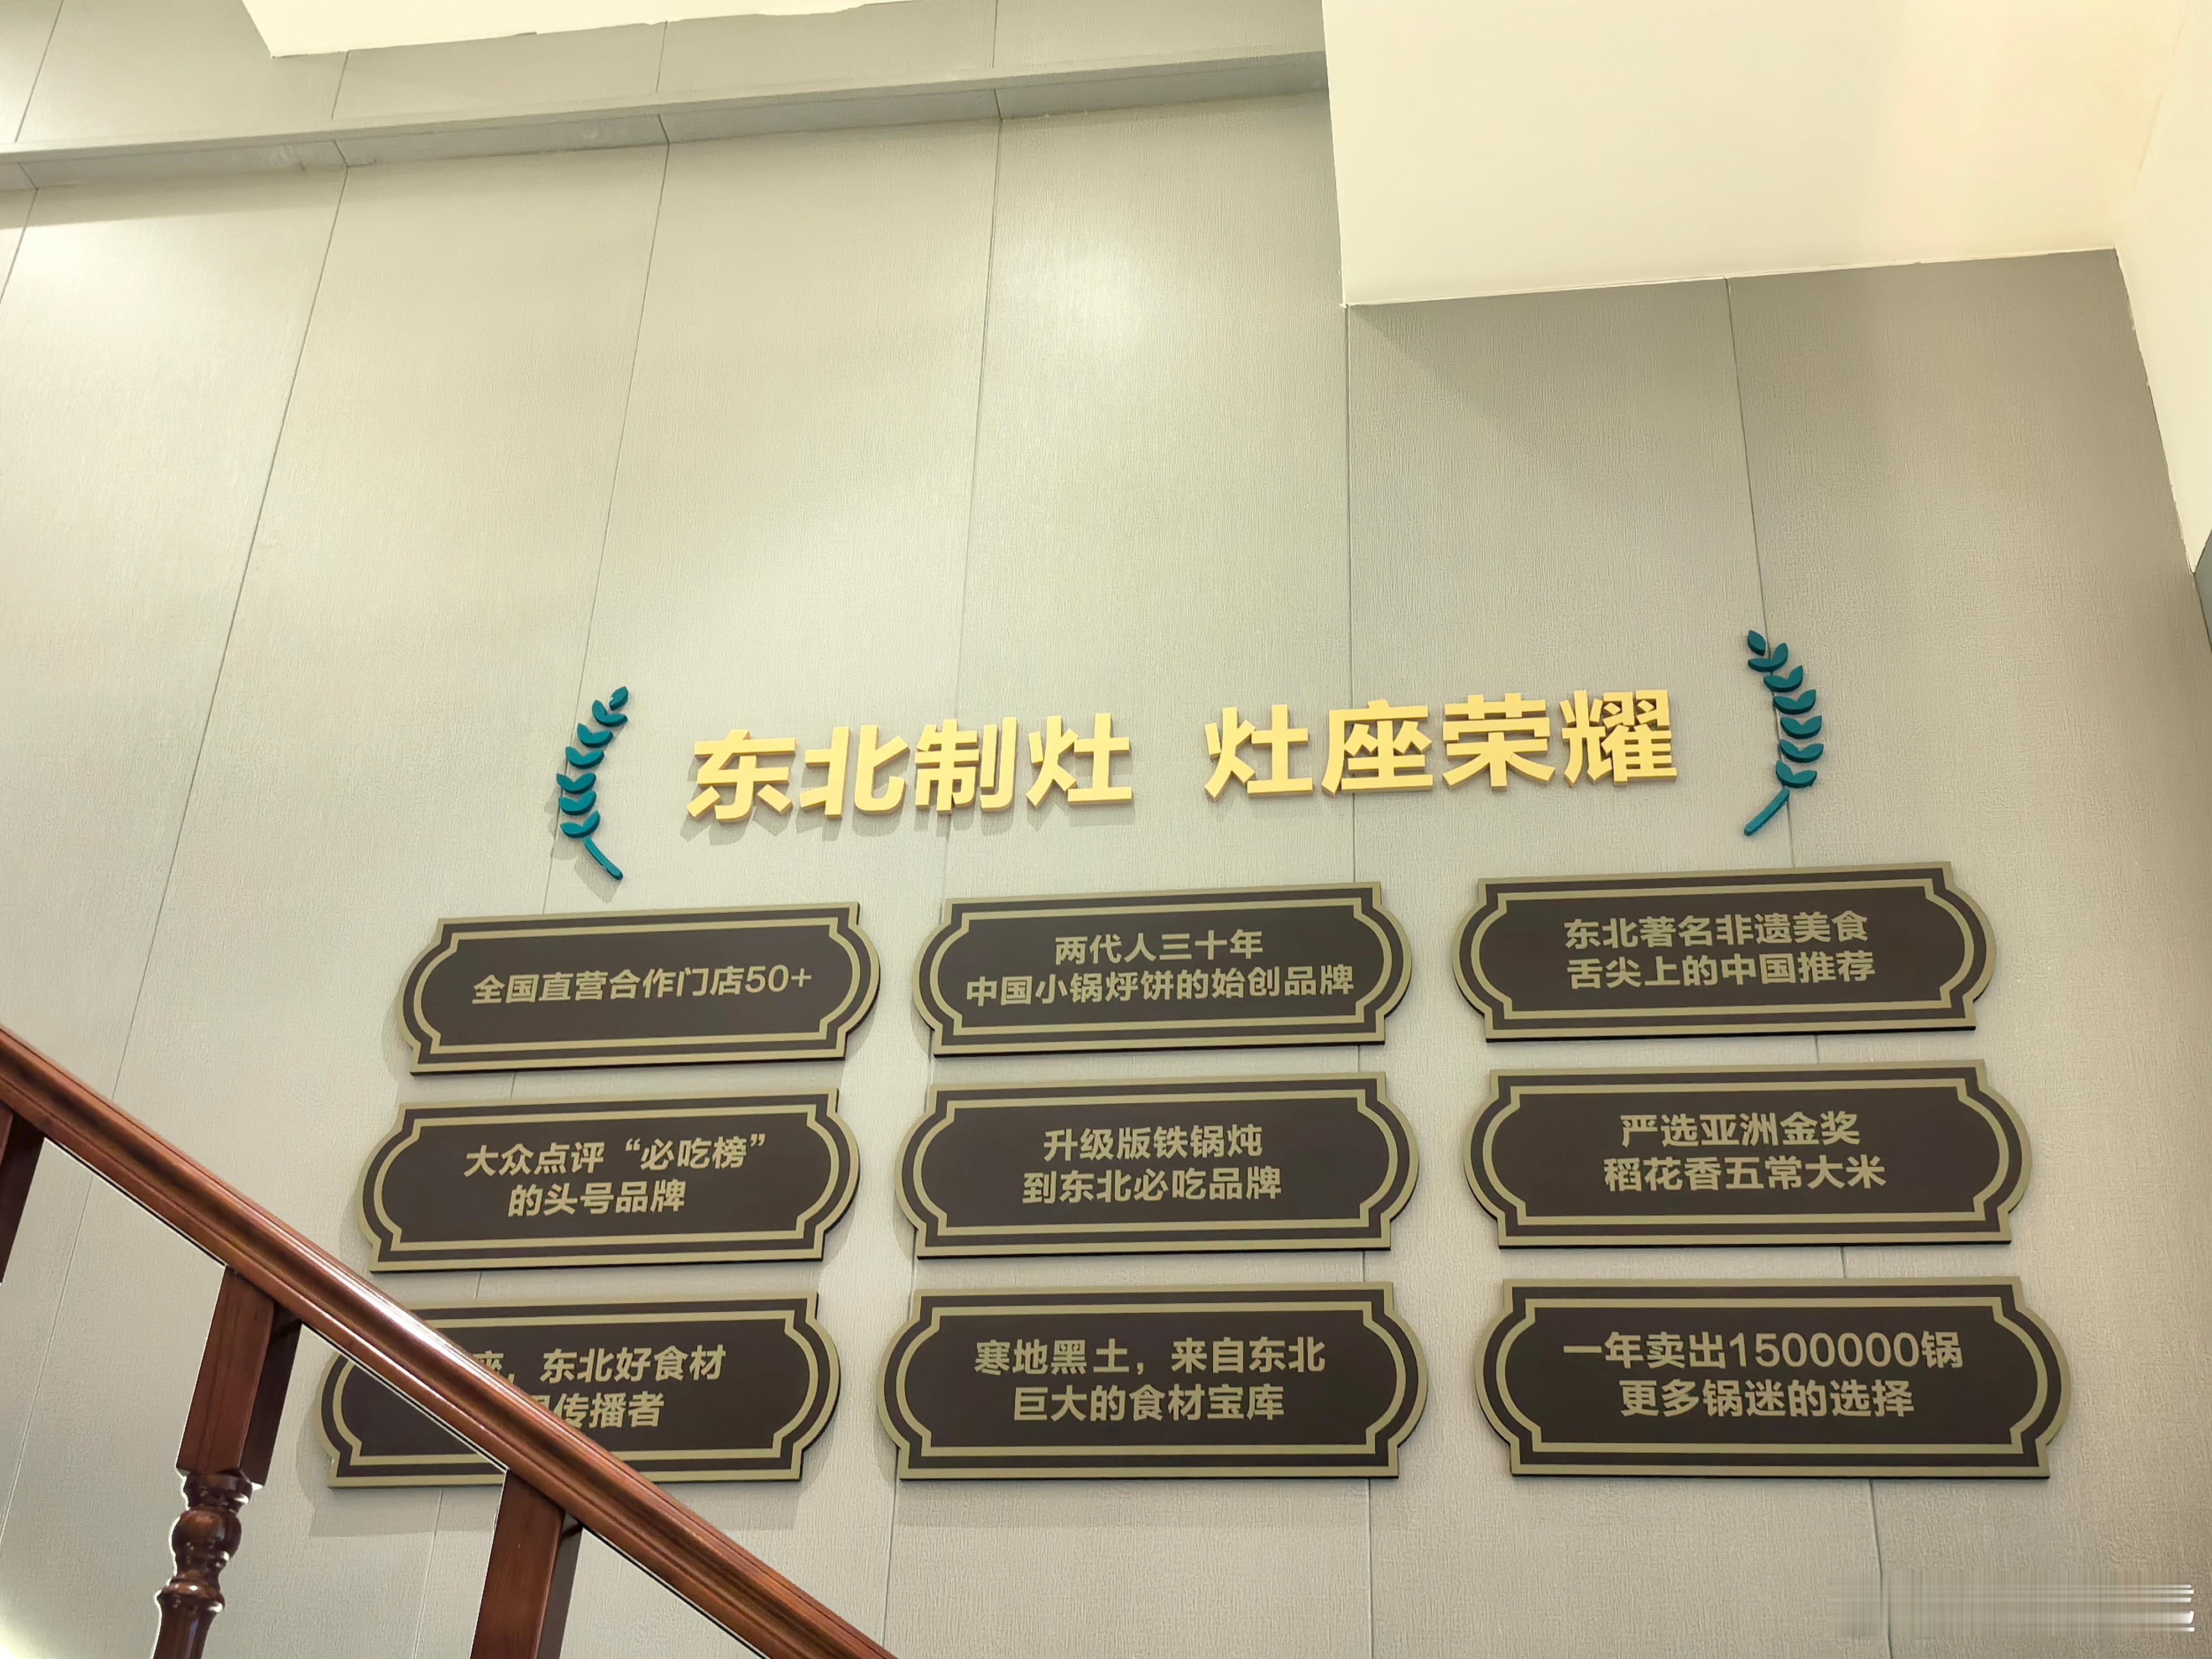 东北制灶 灶座荣耀
全国直营合作门店50+
两代人三十年
中国小锅烀饼的始创品牌
东北著名非遗美食
舌尖上的中国推荐
大众点评“必吃榜”
的头号品牌
升级版铁锅炖
到东北必吃品牌
严选亚洲金奖
稻花香五常大米
座，东北好食材
传播者
寒地黑土，来自东北
巨大的食材宝库
一年卖出1500000锅
更多锅迷的选择